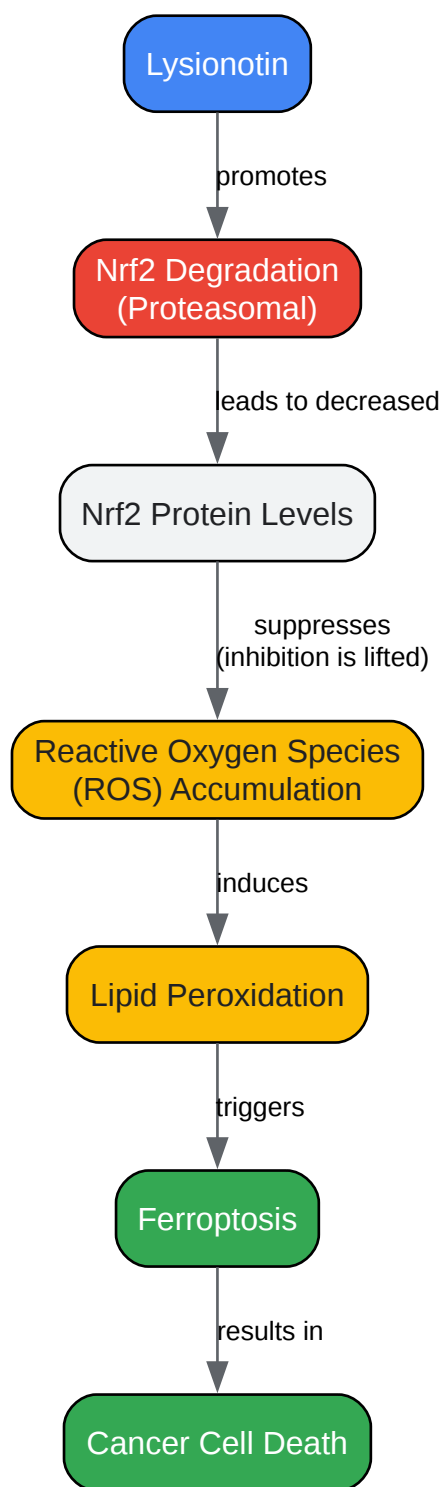 Lysionotin
promotes
Nrf2 Degradation
(Proteasomal)
leads to decreased
Nrf2 Protein Levels
suppresses
(inhibition is lifted)
Reactive Oxygen Species
(ROS) Accumulation
induces
Lipid Peroxidation
triggers
Ferroptosis
results in
Cancer Cell Death